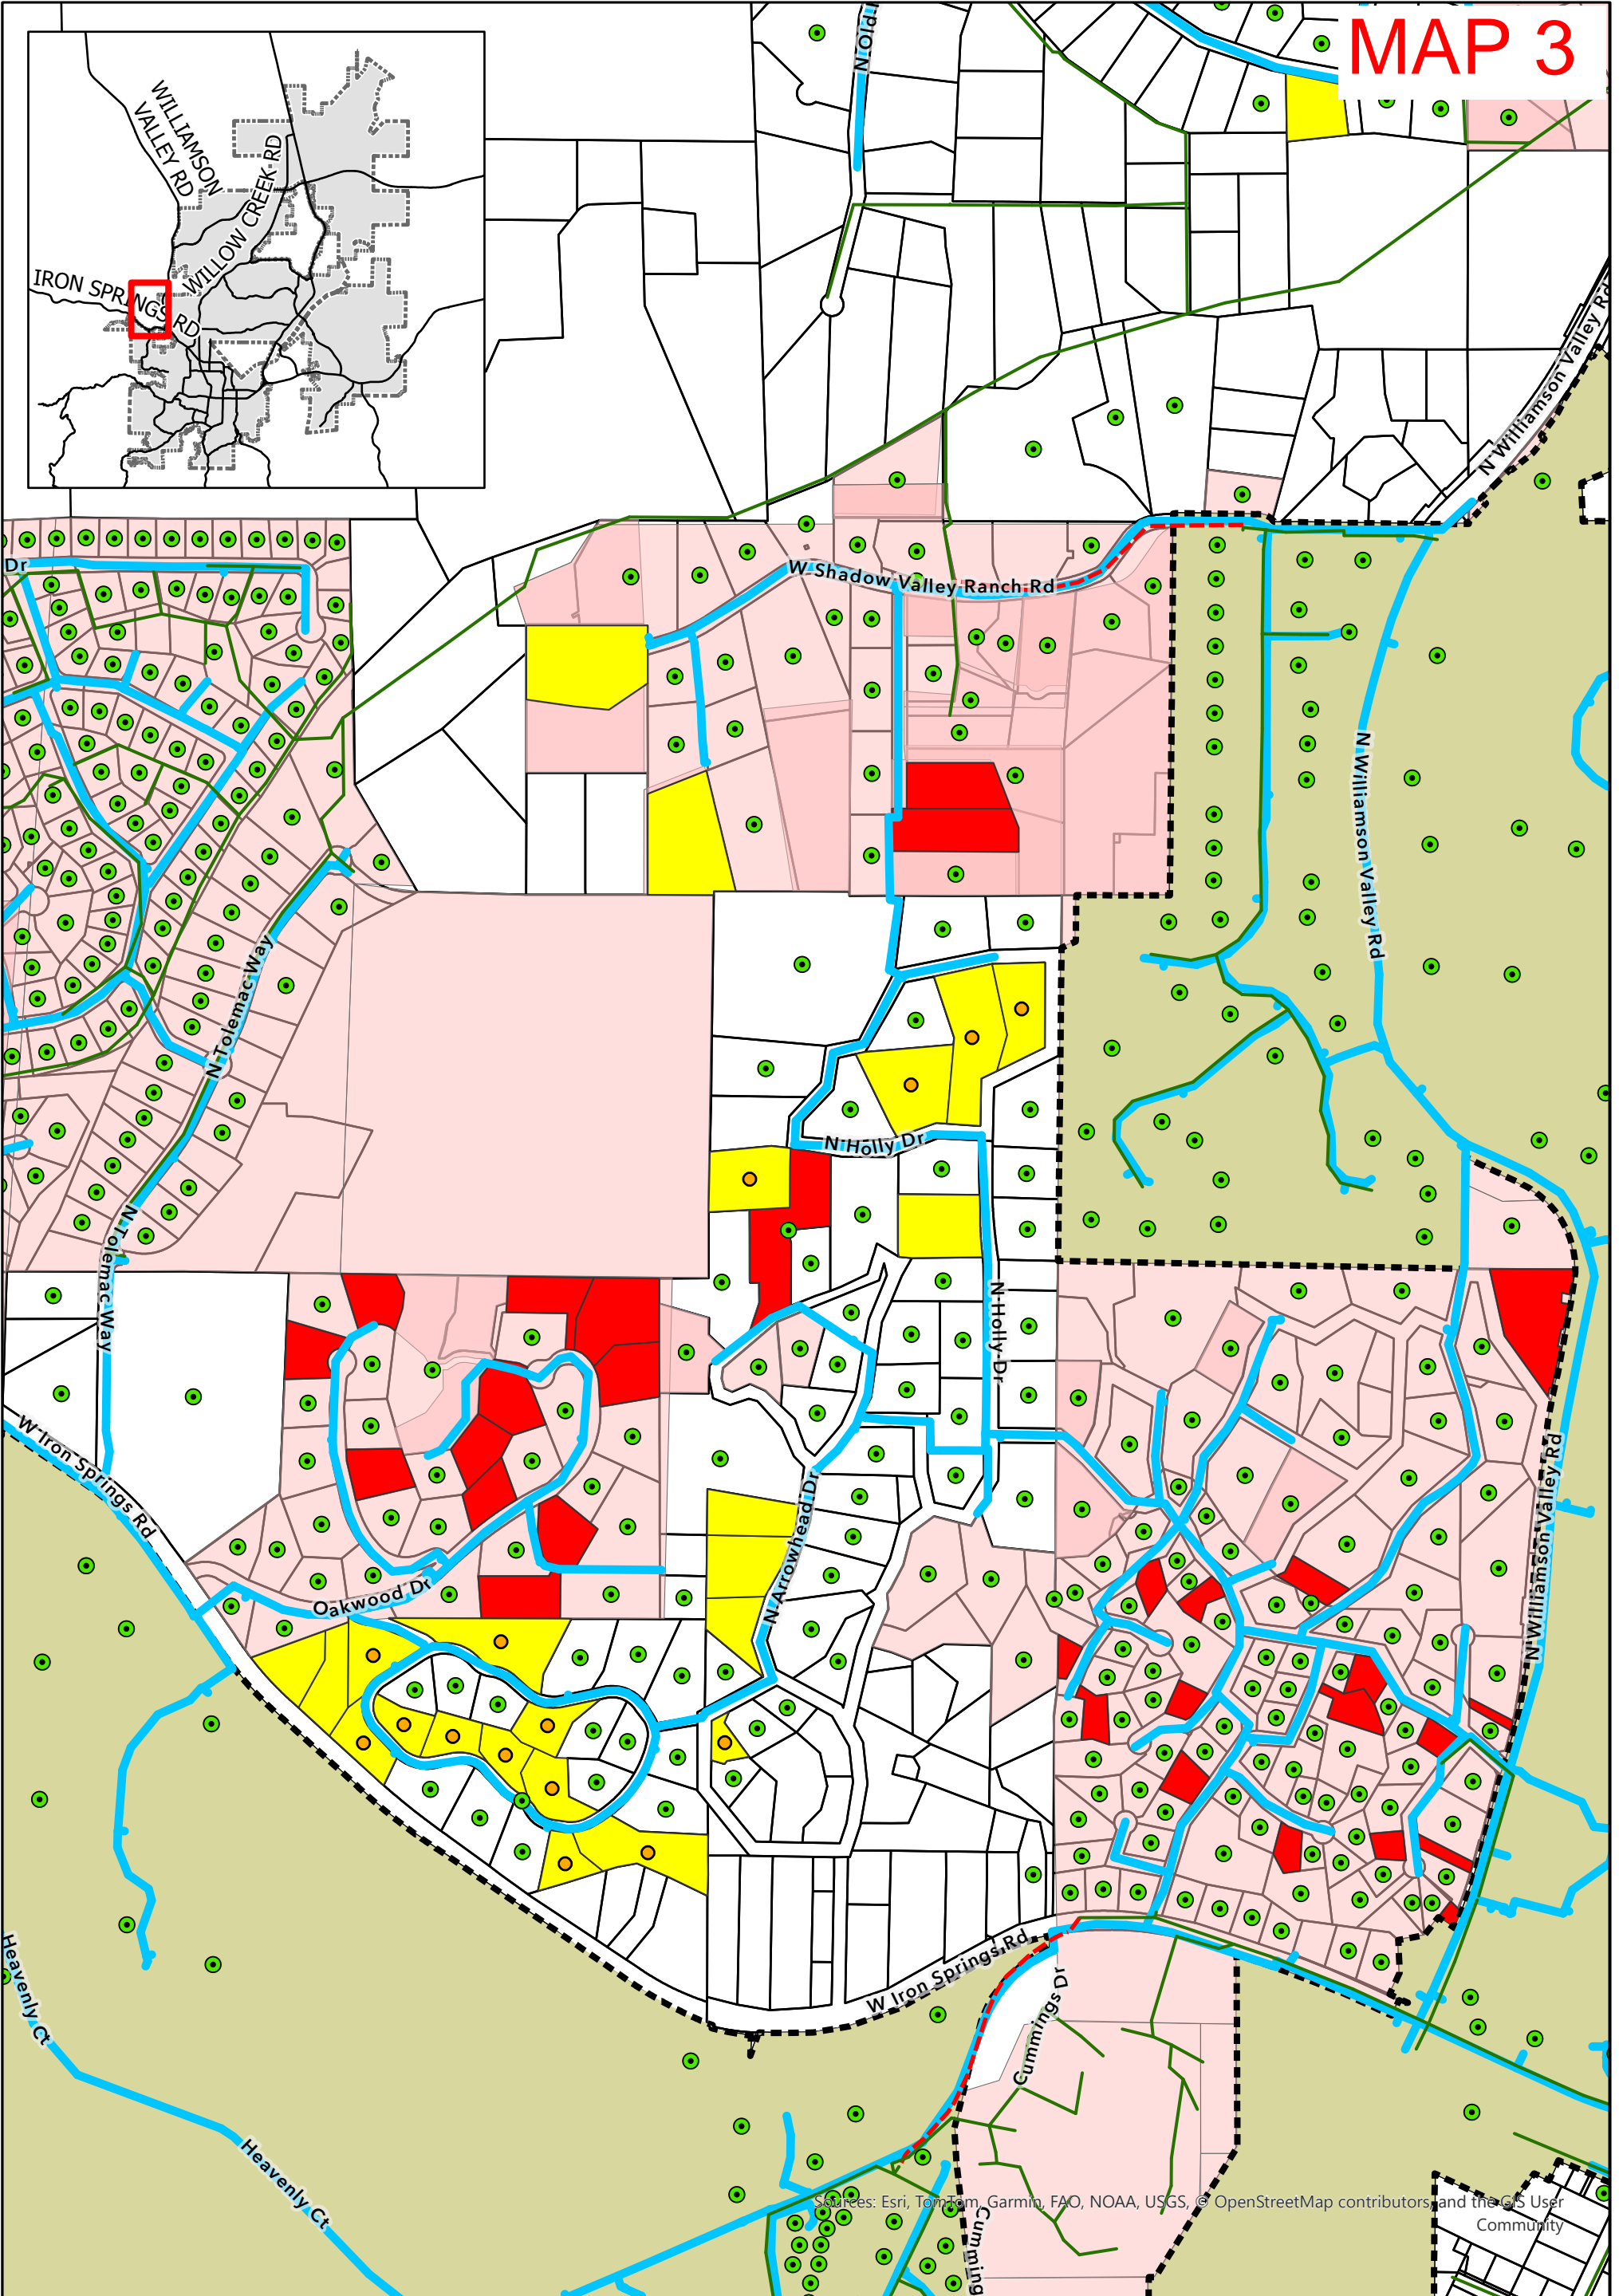 MAP 3
WILLIAMSON
VALLEY RD
WILLOW CREEK RD
IRON SPRINGS RD
N Old
N Williamson Valley Rd
Dr
W Shadow Valley Ranch Rd
N Williamson Valley Rd
N Tolemac Way
N Holly Dr
N Tolemac Way
N Holly Dr
W Iron Springs Rd
N Arrowhead Dr
N Williamson Valley Rd
Oakwood Dr
W Iron Springs Rd
Cummings Dr
Heavenly Ct
Heavenly Ct
Cumming
Sources: Esri, TomTom, Garmin, FAO, NOAA, USGS, © OpenStreetMap contributors, and the GIS User
Community